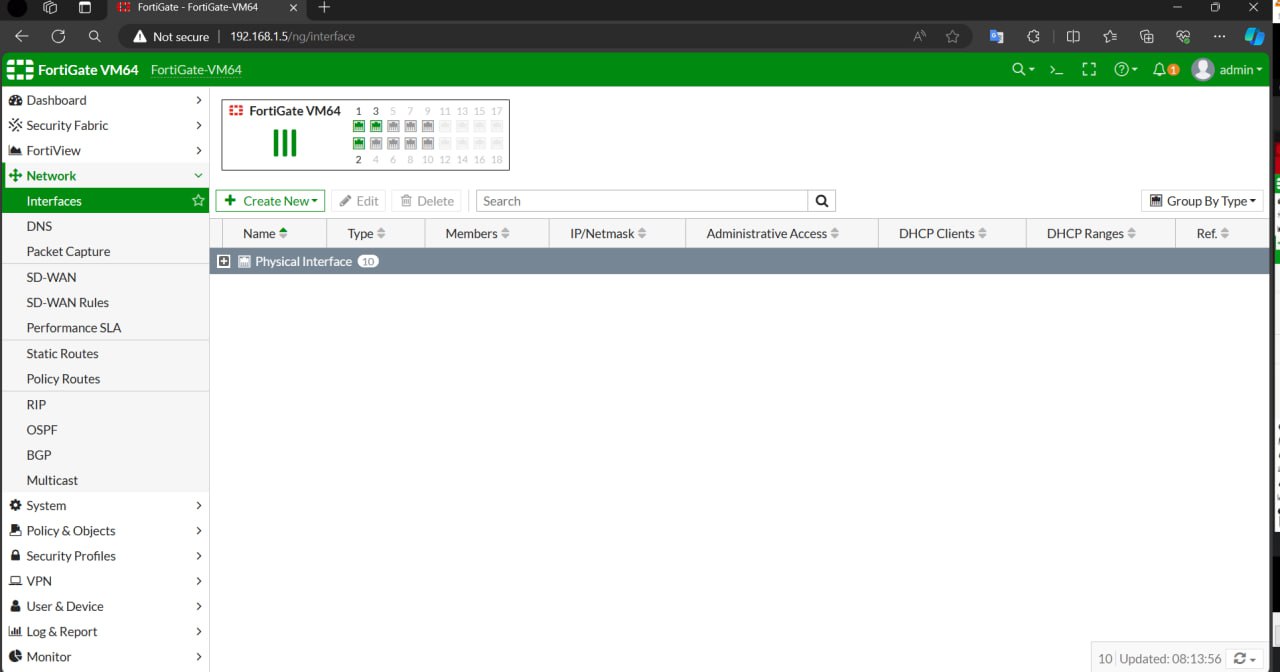 FortiGate - FortiGate-VM64
Not secure 192.168.1.5/ng/interface
FortiGate VM64 FortiGate-VM64
1 admin
Dashboard
Security Fabric
FortiView
Network
Interfaces
DNS
Packet Capture
SD-WAN
SD-WAN Rules
Performance SLA
Static Routes
Policy Routes
RIP
OSPF
BGP
Multicast
System
Policy & Objects
Security Profiles
VPN
User & Device
Log & Report
Monitor
FortiGate VM64 1 3 5 7 9 11 13 15 17
2 4 6 8 10 12 14 16 18
Create New Edit Delete Search Group By Type
Name Type Members IP/Netmask Administrative Access DHCP Clients DHCP Ranges Ref.
Physical Interface 10
10 Updated: 08:13:56